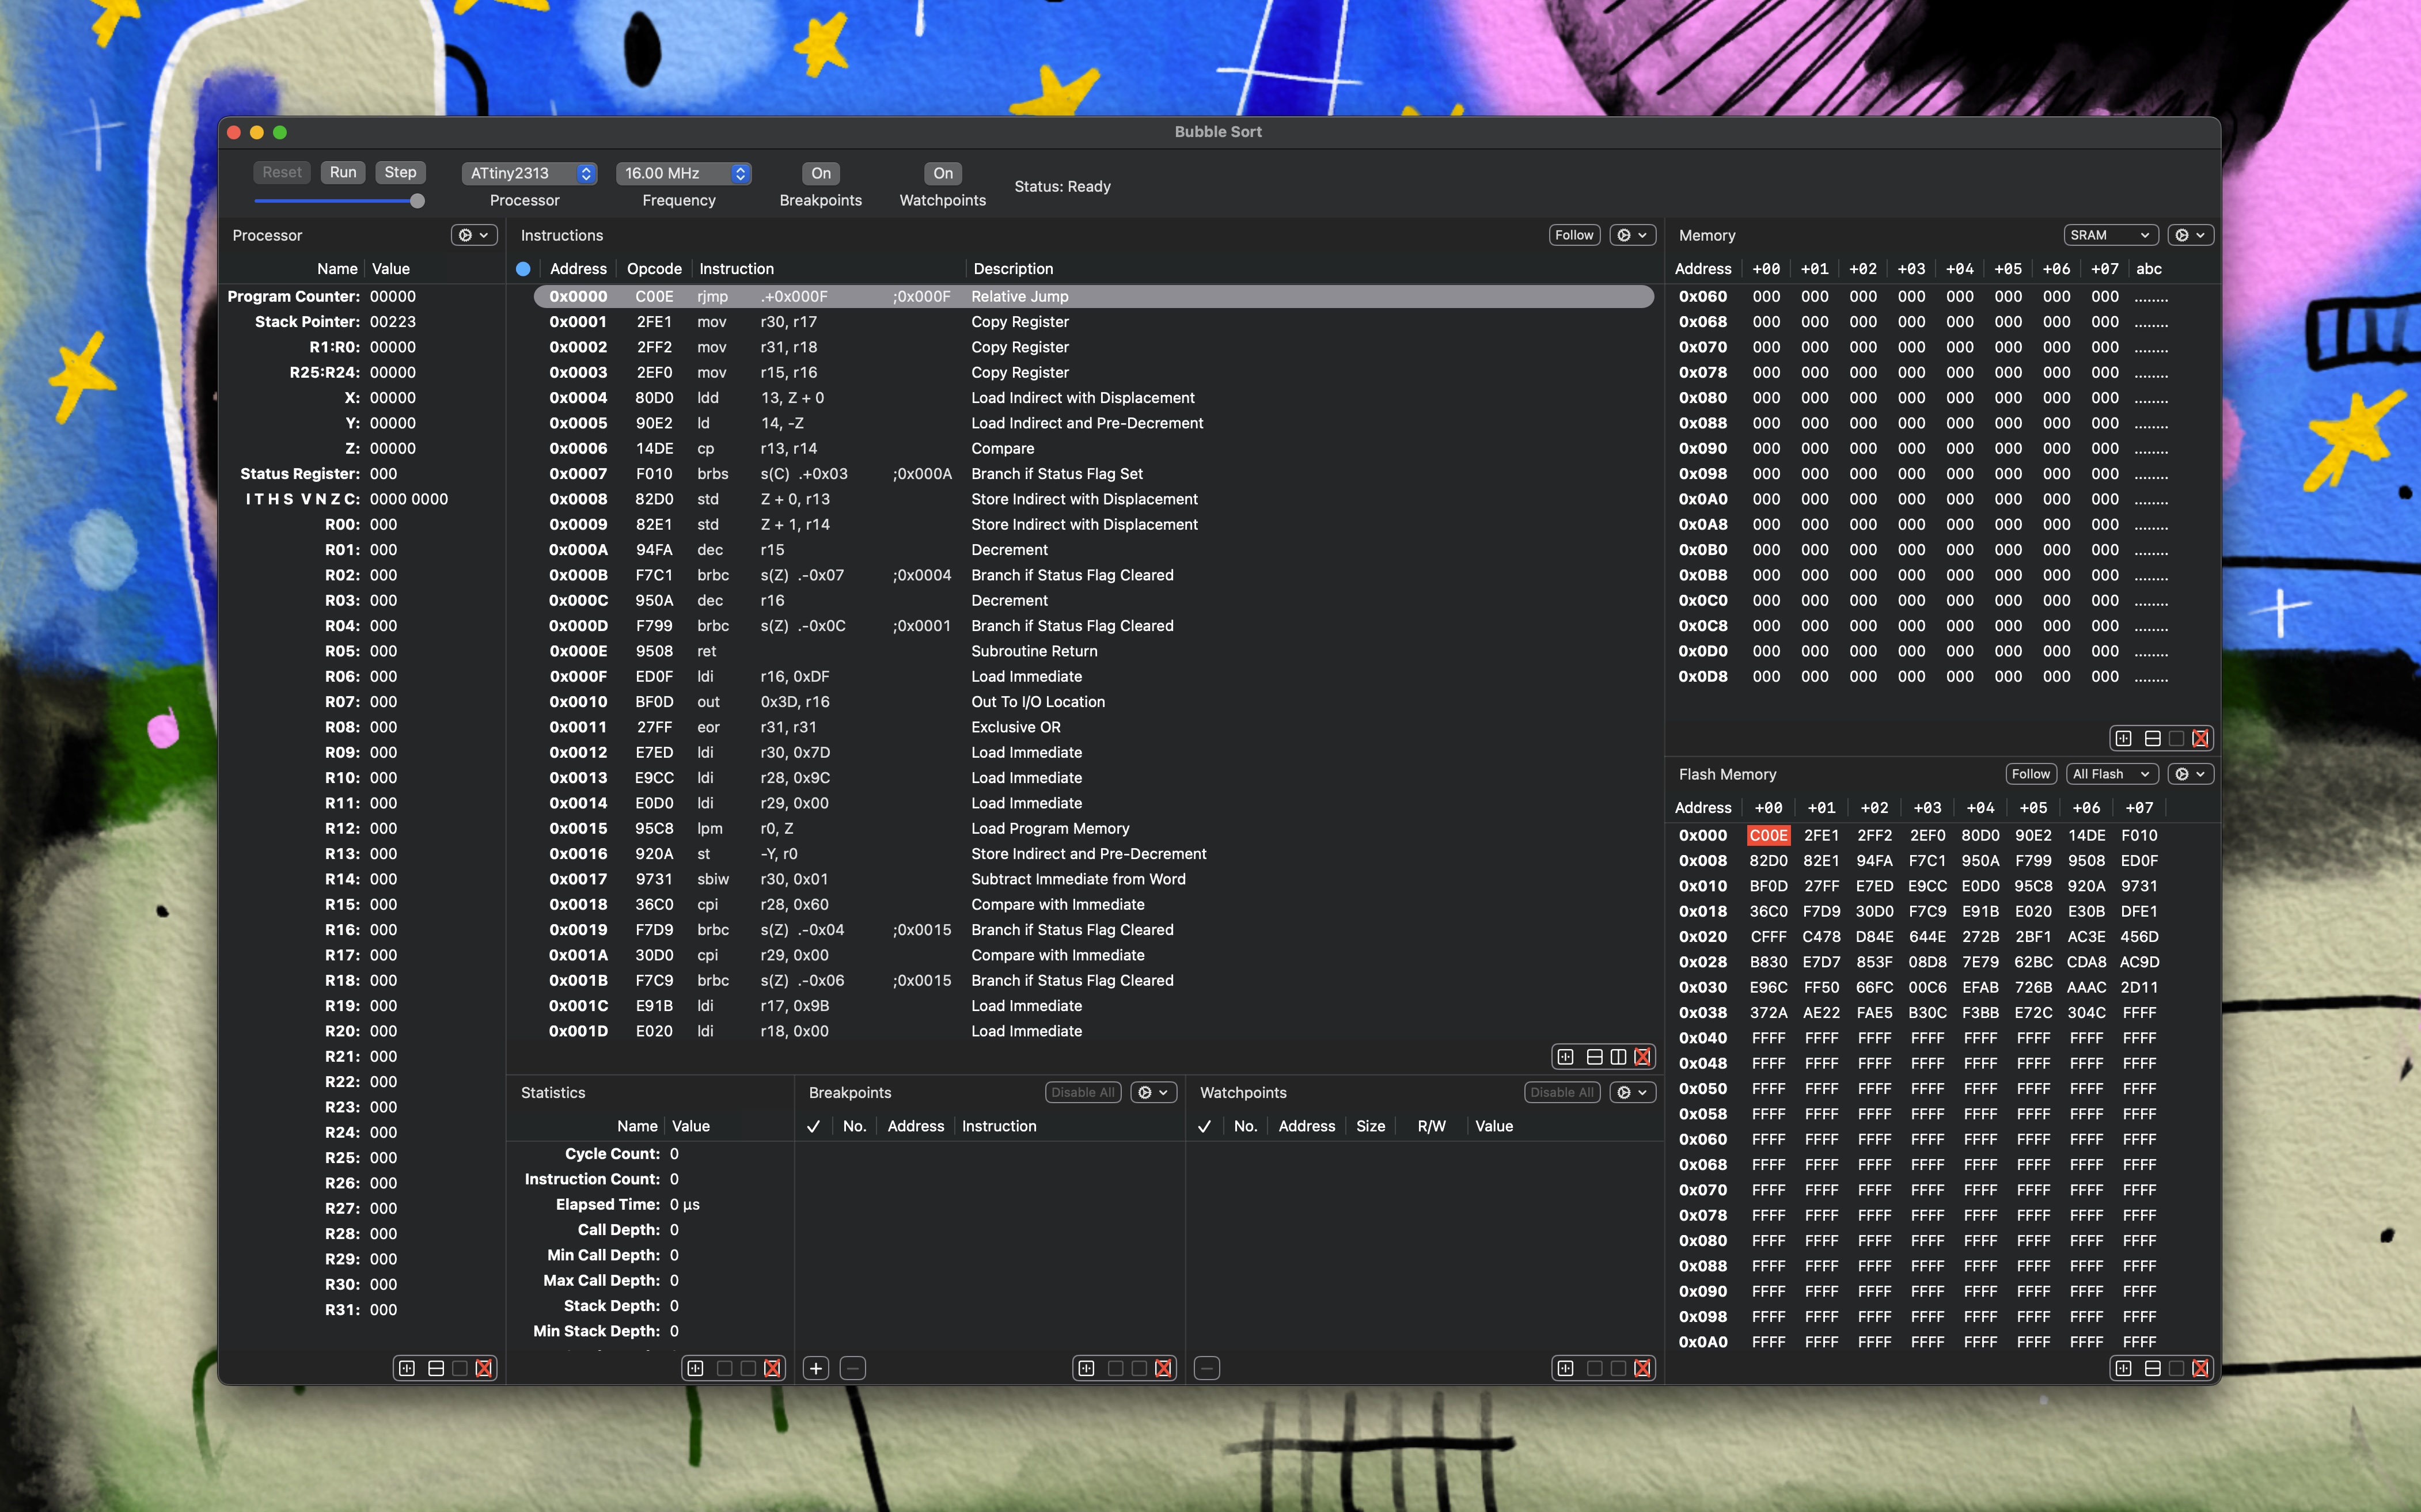 Bubble Sort
Reset Run Step ATtiny2313 16.00 MHz On On Status: Ready
Processor Frequency Breakpoints Watchpoints
Processor
Name Value
Program Counter: 00000
Stack Pointer: 00223
R1:R0: 00000
R25:R24: 00000
X: 00000
Y: 00000
Z: 00000
Status Register: 000
I T H S V N Z C: 0000 0000
R00: 000
R01: 000
R02: 000
R03: 000
R04: 000
R05: 000
R06: 000
R07: 000
R08: 000
R09: 000
R10: 000
R11: 000
R12: 000
R13: 000
R14: 000
R15: 000
R16: 000
R17: 000
R18: 000
R19: 000
R20: 000
R21: 000
R22: 000
R23: 000
R24: 000
R25: 000
R26: 000
R27: 000
R28: 000
R29: 000
R30: 000
R31: 000
Instructions Follow
Address Opcode Instruction Description
0x0000 C00E rjmp .+0x000F ;0x000F Relative Jump
0x0001 2FE1 mov r30, r17 Copy Register
0x0002 2FF2 mov r31, r18 Copy Register
0x0003 2EF0 mov r15, r16 Copy Register
0x0004 80D0 ldd 13, Z + 0 Load Indirect with Displacement
0x0005 90E2 ld 14, -Z Load Indirect and Pre-Decrement
0x0006 14DE cp r13, r14 Compare
0x0007 F010 brbs s(C) .+0x03 ;0x000A Branch if Status Flag Set
0x0008 82D0 std Z + 0, r13 Store Indirect with Displacement
0x0009 82E1 std Z + 1, r14 Store Indirect with Displacement
0x000A 94FA dec r15 Decrement
0x000B F7C1 brbc s(Z) .-0x07 ;0x0004 Branch if Status Flag Cleared
0x000C 950A dec r16 Decrement
0x000D F799 brbc s(Z) .-0x0C ;0x0001 Branch if Status Flag Cleared
0x000E 9508 ret Subroutine Return
0x000F ED0F ldi r16, 0xDF Load Immediate
0x0010 BF0D out 0x3D, r16 Out To I/O Location
0x0011 27FF eor r31, r31 Exclusive OR
0x0012 E7ED ldi r30, 0x7D Load Immediate
0x0013 E9CC ldi r28, 0x9C Load Immediate
0x0014 E0D0 ldi r29, 0x00 Load Immediate
0x0015 95C8 lpm r0, Z Load Program Memory
0x0016 920A st -Y, r0 Store Indirect and Pre-Decrement
0x0017 9731 sbiw r30, 0x01 Subtract Immediate from Word
0x0018 36C0 cpi r28, 0x60 Compare with Immediate
0x0019 F7D9 brbc s(Z) .-0x04 ;0x0015 Branch if Status Flag Cleared
0x001A 30D0 cpi r29, 0x00 Compare with Immediate
0x001B F7C9 brbc s(Z) .-0x06 ;0x0015 Branch if Status Flag Cleared
0x001C E91B ldi r17, 0x9B Load Immediate
0x001D E020 ldi r18, 0x00 Load Immediate
Statistics
Name Value
Cycle Count: 0
Instruction Count: 0
Elapsed Time: 0 µs
Call Depth: 0
Min Call Depth: 0
Max Call Depth: 0
Stack Depth: 0
Min Stack Depth: 0
Breakpoints Disable All
No. Address Instruction
Watchpoints Disable All
No. Address Size R/W Value
Memory SRAM
Address +00 +01 +02 +03 +04 +05 +06 +07 abc
0x060 000 000 000 000 000 000 000 000 ........
0x068 000 000 000 000 000 000 000 000 ........
0x070 000 000 000 000 000 000 000 000 ........
0x078 000 000 000 000 000 000 000 000 ........
0x080 000 000 000 000 000 000 000 000 ........
0x088 000 000 000 000 000 000 000 000 ........
0x090 000 000 000 000 000 000 000 000 ........
0x098 000 000 000 000 000 000 000 000 ........
0x0A0 000 000 000 000 000 000 000 000 ........
0x0A8 000 000 000 000 000 000 000 000 ........
0x0B0 000 000 000 000 000 000 000 000 ........
0x0B8 000 000 000 000 000 000 000 000 ........
0x0C0 000 000 000 000 000 000 000 000 ........
0x0C8 000 000 000 000 000 000 000 000 ........
0x0D0 000 000 000 000 000 000 000 000 ........
0x0D8 000 000 000 000 000 000 000 000 ........
Flash Memory Follow All Flash
Address +00 +01 +02 +03 +04 +05 +06 +07
0x000 C00E 2FE1 2FF2 2EF0 80D0 90E2 14DE F010
0x008 82D0 82E1 94FA F7C1 950A F799 9508 ED0F
0x010 BF0D 27FF E7ED E9CC E0D0 95C8 920A 9731
0x018 36C0 F7D9 30D0 F7C9 E91B E020 E30B DFE1
0x020 CFFF C478 D84E 644E 272B 2BF1 AC3E 456D
0x028 B830 E7D7 853F 08D8 7E79 62BC CDA8 AC9D
0x030 E96C FF50 66FC 00C6 EFAB 726B AAAC 2D11
0x038 372A AE22 FAE5 B30C F3BB E72C 304C FFFF
0x040 FFFF FFFF FFFF FFFF FFFF FFFF FFFF FFFF
0x048 FFFF FFFF FFFF FFFF FFFF FFFF FFFF FFFF
0x050 FFFF FFFF FFFF FFFF FFFF FFFF FFFF FFFF
0x058 FFFF FFFF FFFF FFFF FFFF FFFF FFFF FFFF
0x060 FFFF FFFF FFFF FFFF FFFF FFFF FFFF FFFF
0x068 FFFF FFFF FFFF FFFF FFFF FFFF FFFF FFFF
0x070 FFFF FFFF FFFF FFFF FFFF FFFF FFFF FFFF
0x078 FFFF FFFF FFFF FFFF FFFF FFFF FFFF FFFF
0x080 FFFF FFFF FFFF FFFF FFFF FFFF FFFF FFFF
0x088 FFFF FFFF FFFF FFFF FFFF FFFF FFFF FFFF
0x090 FFFF FFFF FFFF FFFF FFFF FFFF FFFF FFFF
0x098 FFFF FFFF FFFF FFFF FFFF FFFF FFFF FFFF
0x0A0 FFFF FFFF FFFF FFFF FFFF FFFF FFFF FFFF